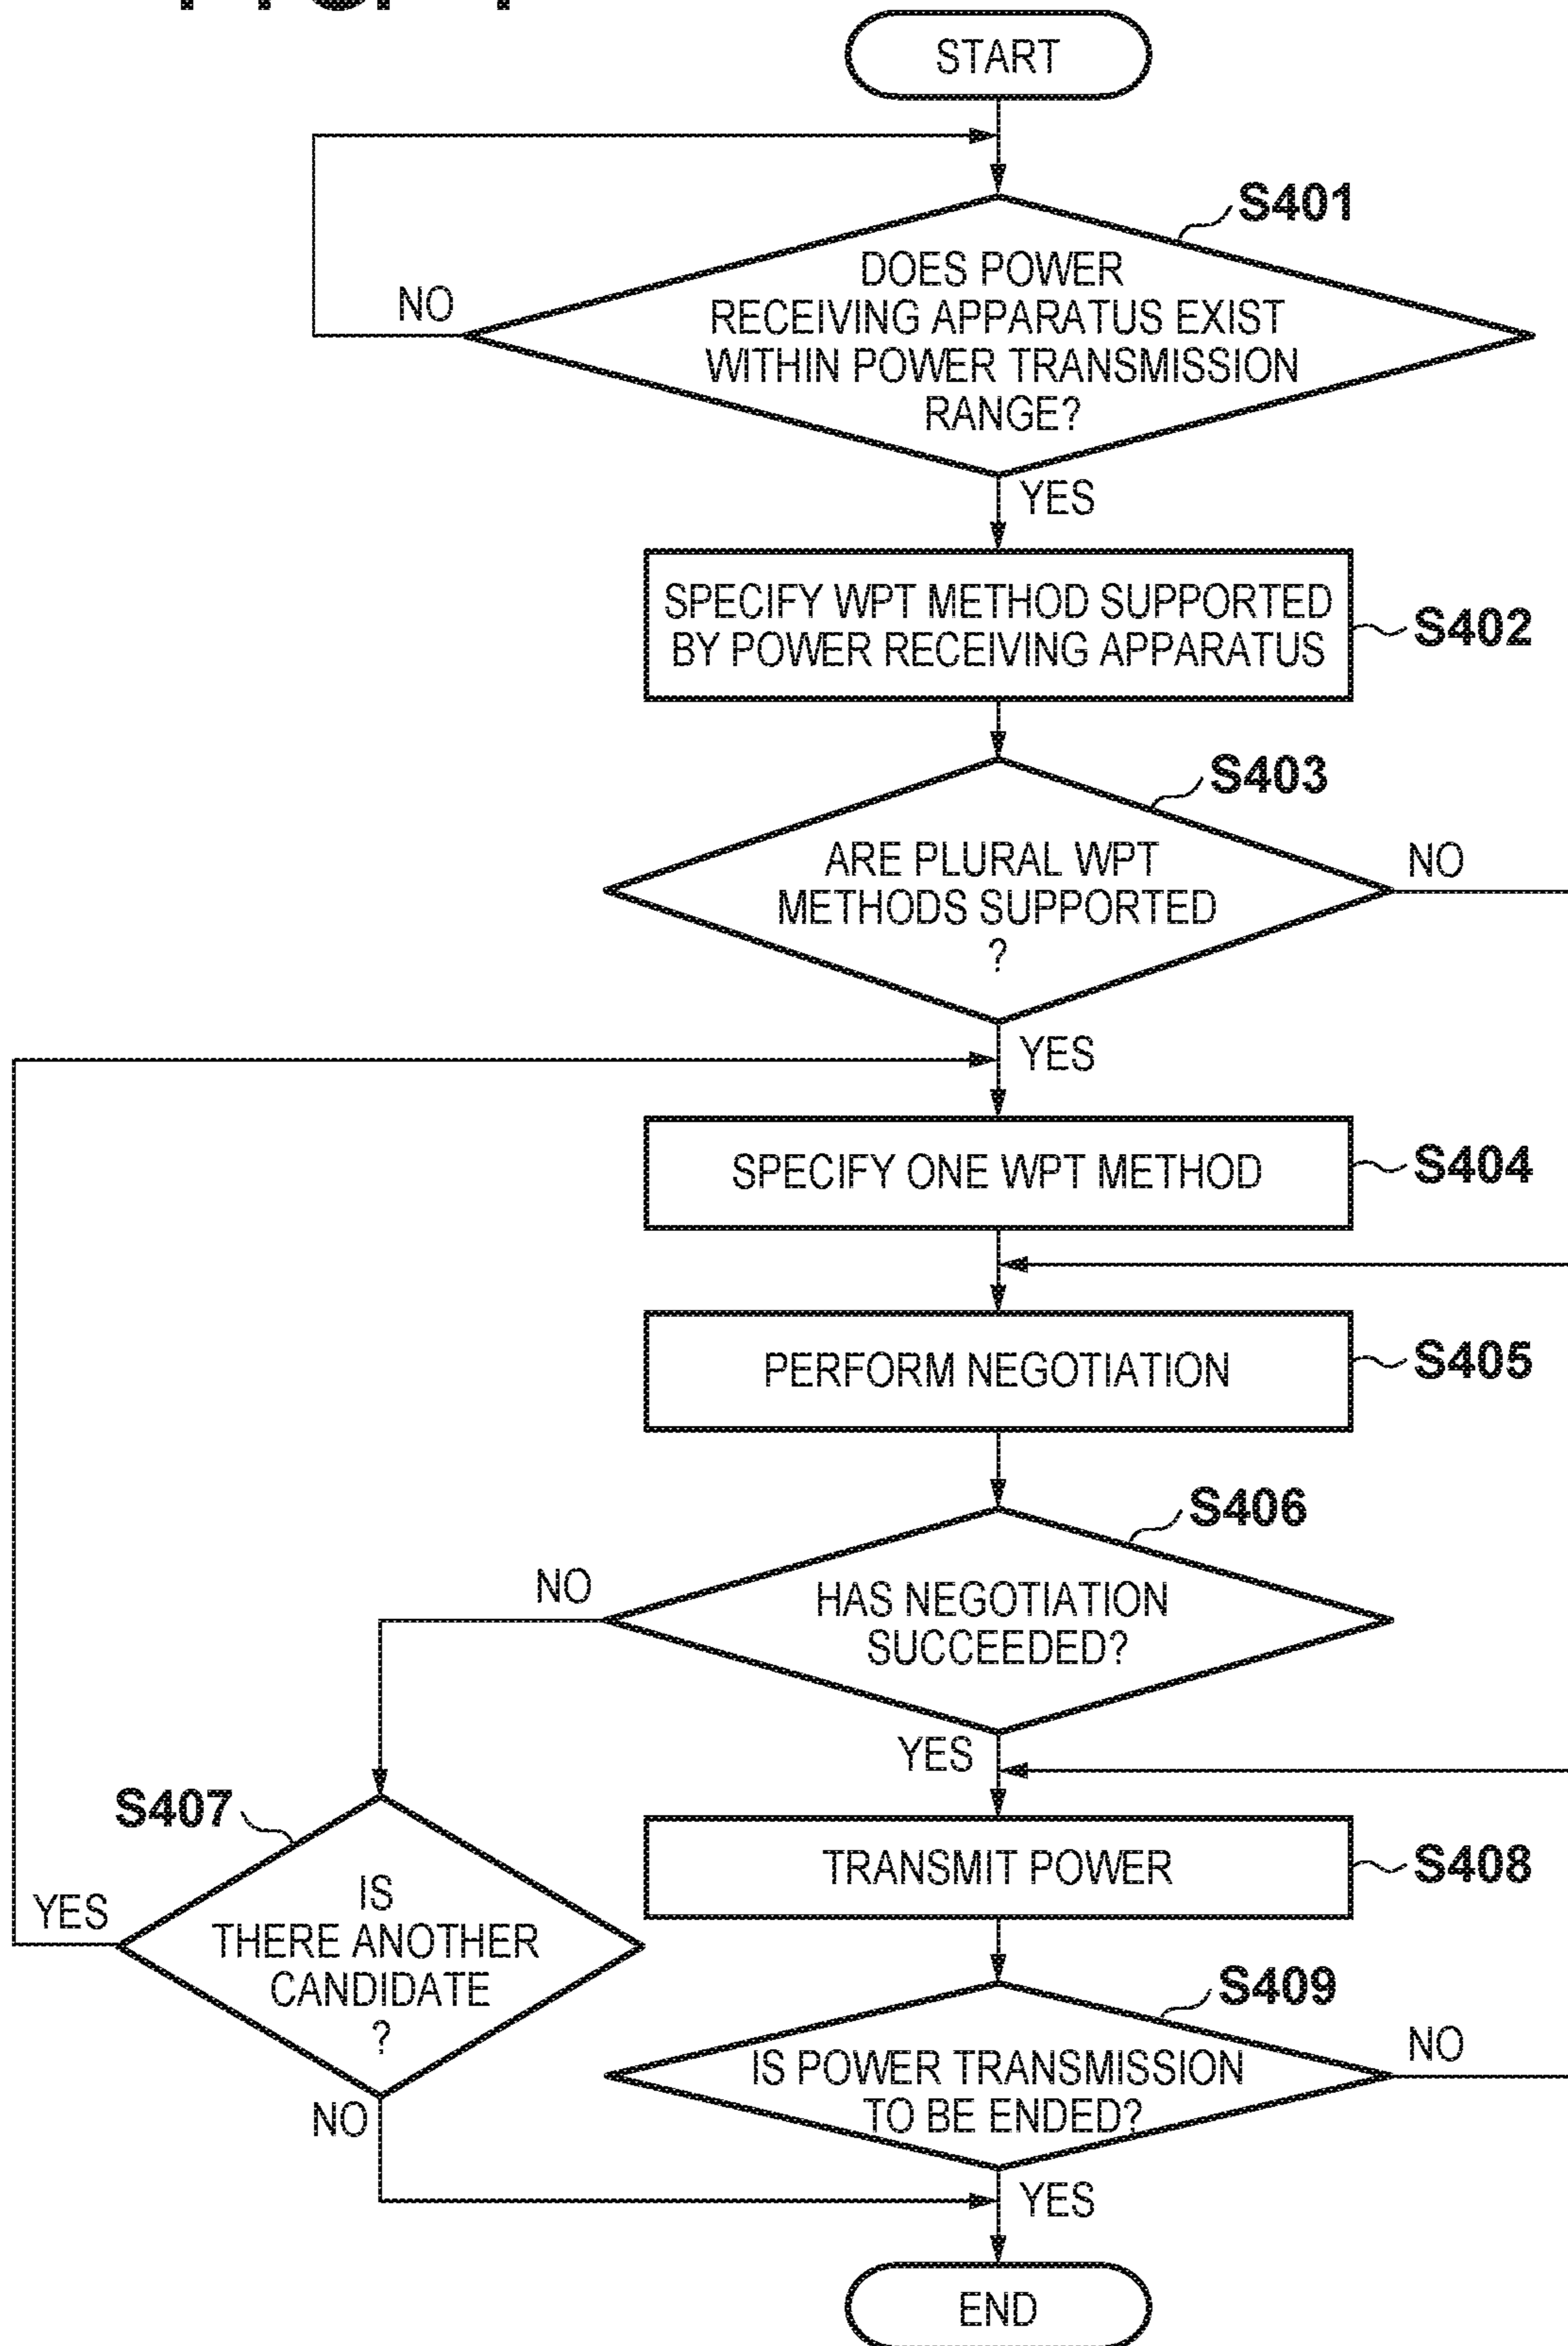 START
S401
DOES POWER
RECEIVING APPARATUS EXIST
WITHIN POWER TRANSMISSION
RANGE?
NO
YES
SPECIFY WPT METHOD SUPPORTED
BY POWER RECEIVING APPARATUS
S402
S403
ARE PLURAL WPT
METHODS SUPPORTED
?
NO
YES
SPECIFY ONE WPT METHOD
S404
PERFORM NEGOTIATION
S405
S406
HAS NEGOTIATION
SUCCEEDED?
NO
YES
S407
IS
THERE ANOTHER
CANDIDATE
?
YES
NO
TRANSMIT POWER
S408
S409
IS POWER TRANSMISSION
TO BE ENDED?
NO
YES
END